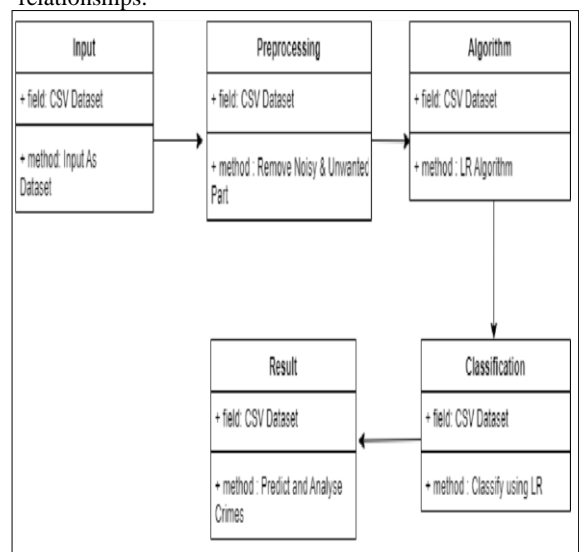 relationships.
Input
+ field: CSV Dataset
+ method: Input As
Dataset
Preprocessing
+ field: CSV Dataset
+ method : Remove Noisy & Unwanted
Part
Algorithm
+ field: CSV Dataset
+ method : LR Algorithm
Classification
+ field: CSV Dataset
+ method : Classify using LR
Result
+ field: CSV Dataset
+ method : Predict and Analyse
Crimes